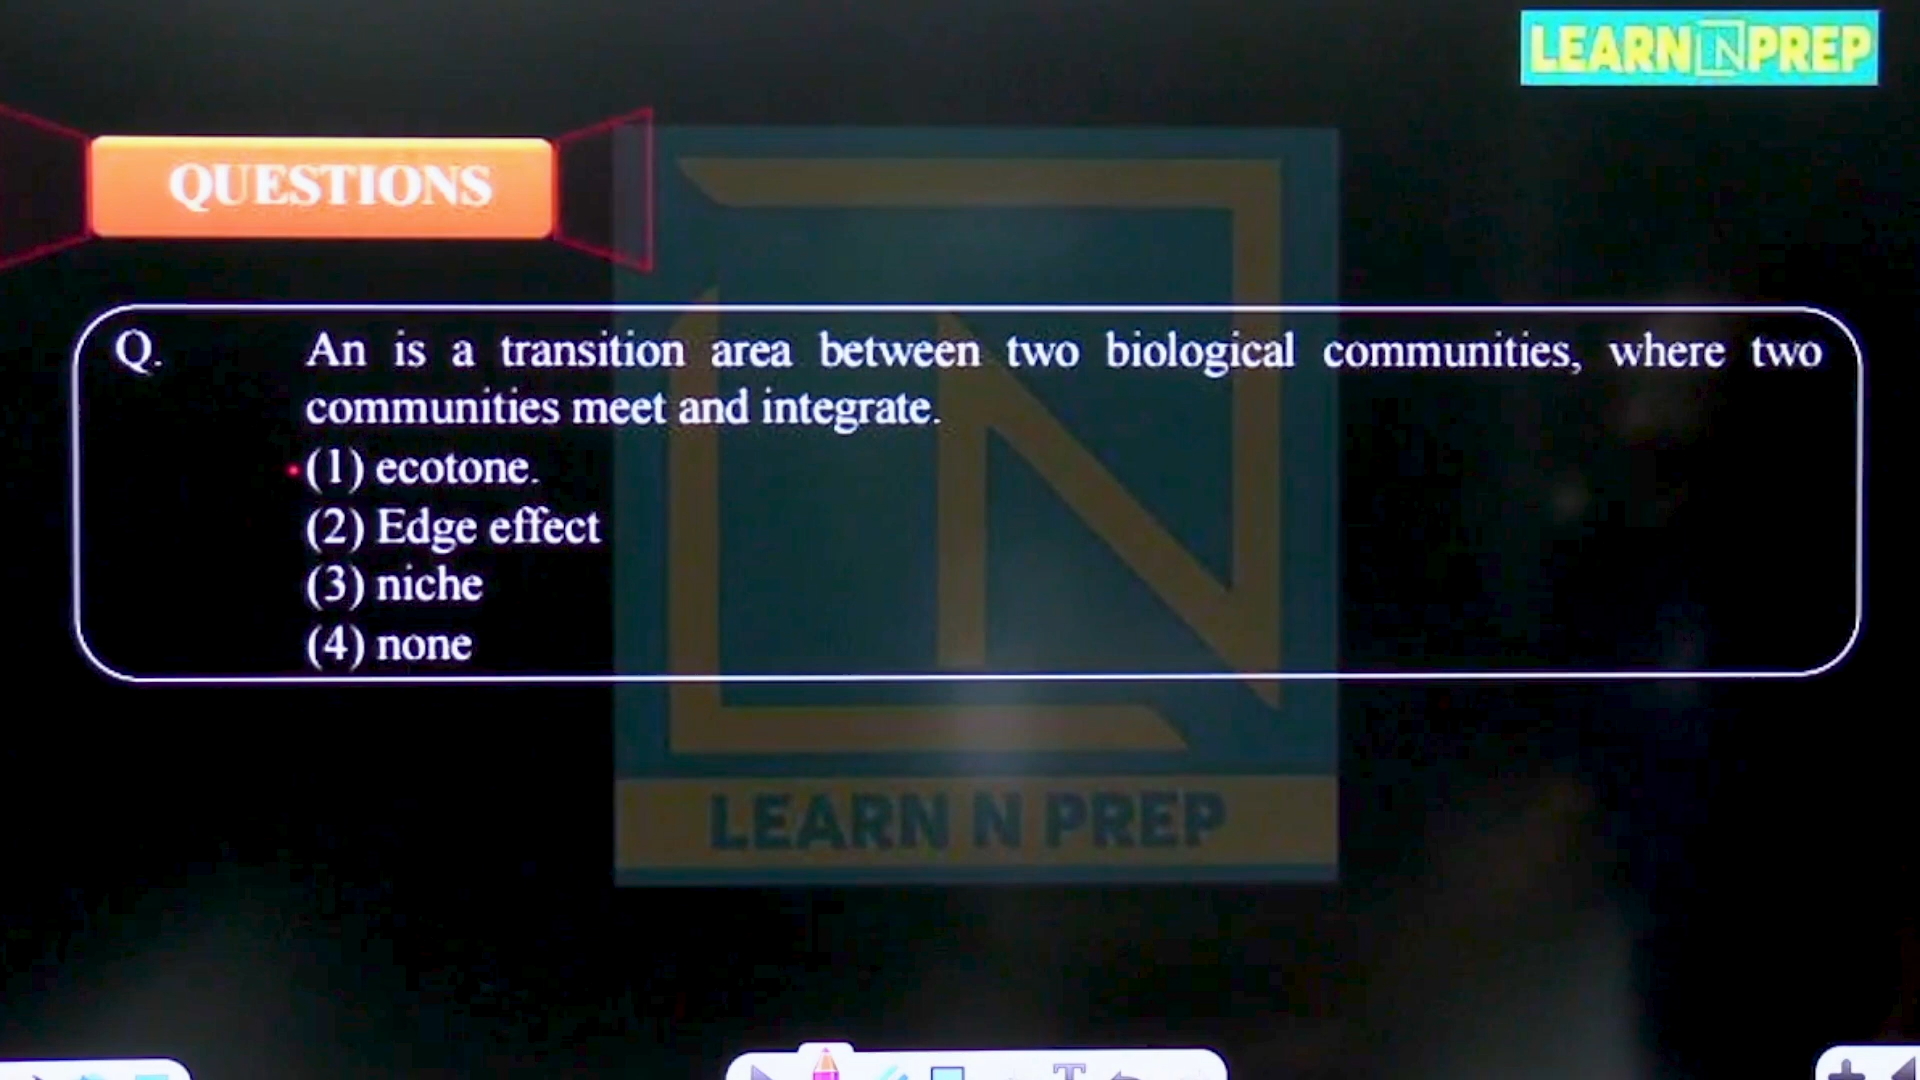 LEARN N PREP
QUESTIONS
Q. An is a transition area between two biological communities, where two
communities meet and integrate.
(1) ecotone.
(2) Edge effect
(3) niche
(4) none
LEARN N PREP